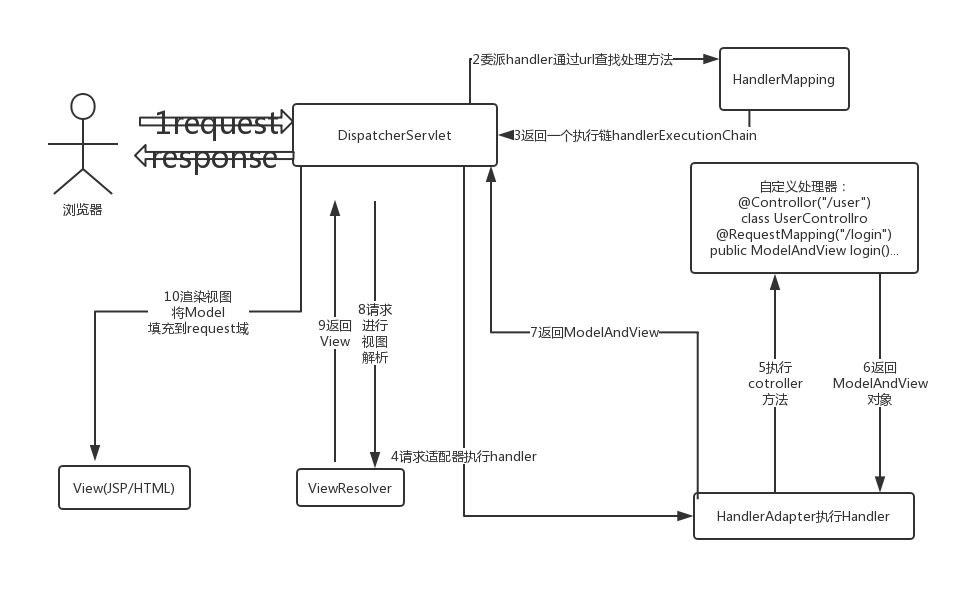 2委派handler通过url查找处理方法
HandlerMapping
1request
DispatcherServlet
3返回一个执行链handlerExecutionChain
response
浏览器
自定义处理器：
@Controllor("/user")
class UserControllro
@RequestMapping("/login")
public ModelAndView login()...
10渲染视图
将Model
填充到request域
9返回
View
8请求
进行
视图
解析
7返回ModelAndView
5执行
cotroller
方法
6返回
ModelAndView
对象
4请求适配器执行handler
View(JSP/HTML)
ViewResolver
HandlerAdapter执行Handler